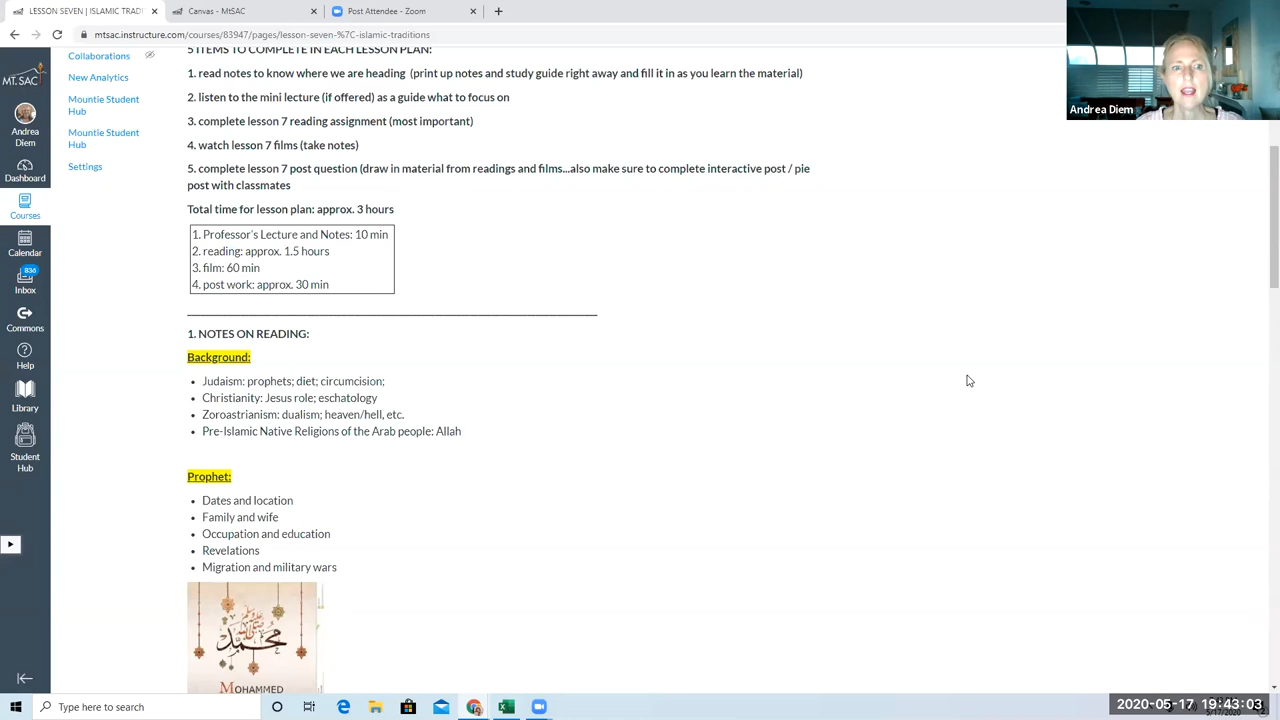 LESSON SEVEN | ISLAMIC TRADI
Canvas - MtSAC
Post Attendee - Zoom
mtsac.instructure.com/courses/83947/pages/lesson-seven-%7C-islamic-traditions
Andrea Diem
MT. SAC
Andrea
Diem
Dashboard
Courses
Calendar
836
Inbox
Commons
Help
Library
Student
Hub
Collaborations
New Analytics
Mountie Student
Hub
Mountie Student
Hub
Settings
5 ITEMS TO COMPLETE IN EACH LESSON PLAN:
1. read notes to know where we are heading (print up notes and study guide right away and fill it in as you learn the material)
2. listen to the mini lecture (if offered) as a guide what to focus on
3. complete lesson 7 reading assignment (most important)
4. watch lesson 7 films (take notes)
5. complete lesson 7 post question (draw in material from readings and films...also make sure to complete interactive post / pie
post with classmates
Total time for lesson plan: approx. 3 hours
1. Professor's Lecture and Notes: 10 min
2. reading: approx. 1.5 hours
3. film: 60 min
4. post work: approx. 30 min
1. NOTES ON READING:
Background:
Judaism: prophets; diet; circumcision;
Christianity: Jesus role; eschatology
Zoroastrianism: dualism; heaven/hell, etc.
Pre-Islamic Native Religions of the Arab people: Allah
Prophet:
Dates and location
Family and wife
Occupation and education
Revelations
Migration and military wars
محمد
MOHAMMED
Type here to search
2020-05-17 19:43:03